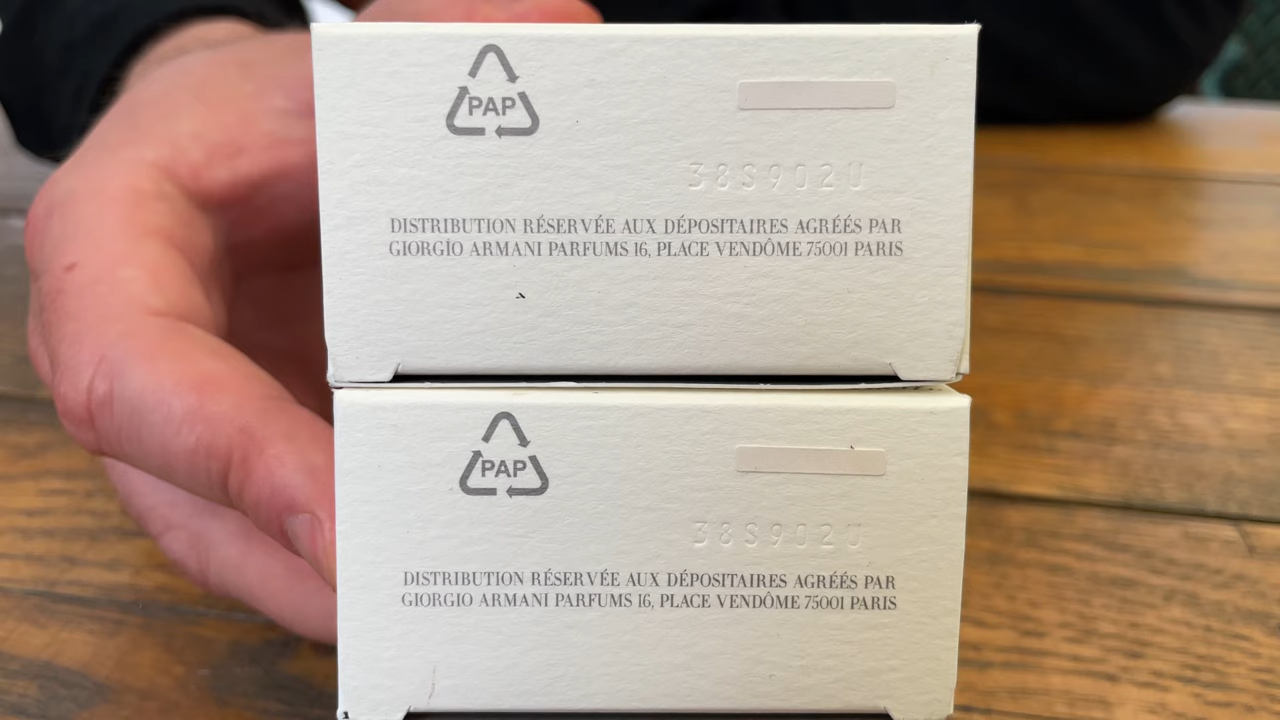 PAP
38S902U
DISTRIBUTION RÉSERVÉE AUX DÉPOSITAIRES AGRÉÉS PAR
GIORGIO ARMANI PARFUMS 16, PLACE VENDÔME 75001 PARIS
PAP
38S902U
DISTRIBUTION RÉSERVÉE AUX DÉPOSITAIRES AGRÉÉS PAR
GIORGIO ARMANI PARFUMS 16, PLACE VENDÔME 75001 PARIS